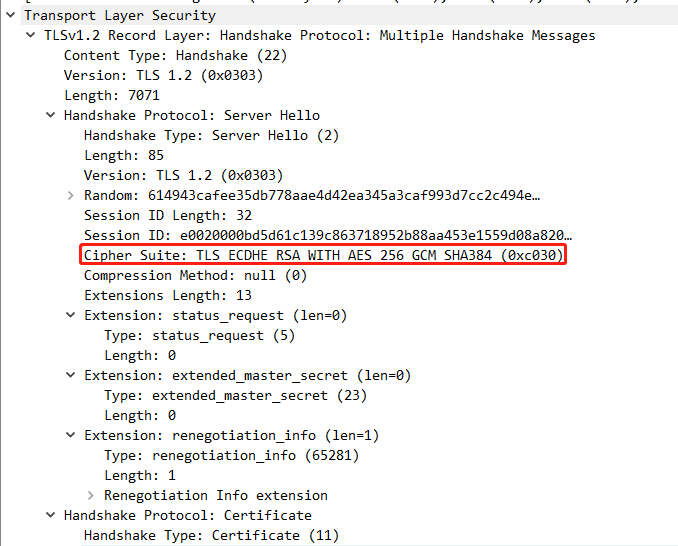 Transport Layer Security
TLSv1.2 Record Layer: Handshake Protocol: Multiple Handshake Messages
Content Type: Handshake (22)
Version: TLS 1.2 (0x0303)
Length: 7071
Handshake Protocol: Server Hello
Handshake Type: Server Hello (2)
Length: 85
Version: TLS 1.2 (0x0303)
Random: 614943cafee35db778aae4d42ea345a3caf993d7cc2c494e…
Session ID Length: 32
Session ID: e0020000bd5d61c139c863718952b88aa453e1559d08a820…
Cipher Suite: TLS_ECDHE_RSA_WITH_AES_256_GCM_SHA384 (0xc030)
Compression Method: null (0)
Extensions Length: 13
Extension: status_request (len=0)
Type: status_request (5)
Length: 0
Extension: extended_master_secret (len=0)
Type: extended_master_secret (23)
Length: 0
Extension: renegotiation_info (len=1)
Type: renegotiation_info (65281)
Length: 1
Renegotiation Info extension
Handshake Protocol: Certificate
Handshake Type: Certificate (11)